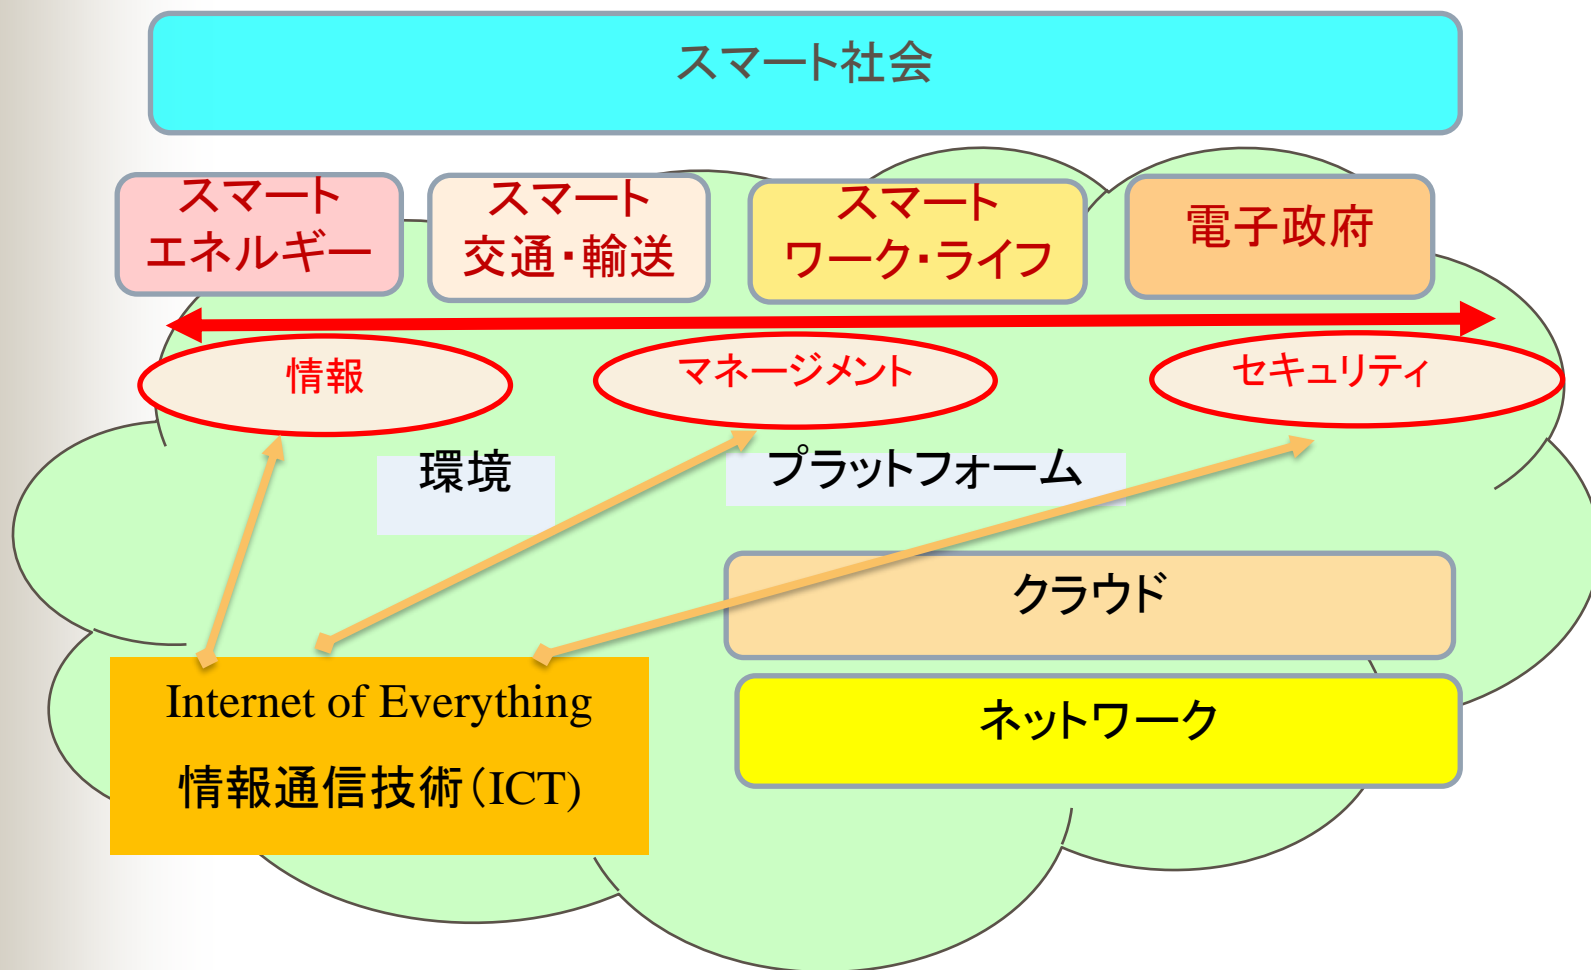 スマート社会
スマート
エネルギー
スマート
交通・輸送
スマート
ワーク・ライフ
電子政府
情報
マネージメント
セキュリティ
環境
プラットフォーム
クラウド
Internet of Everything
情報通信技術（ICT)
ネットワーク